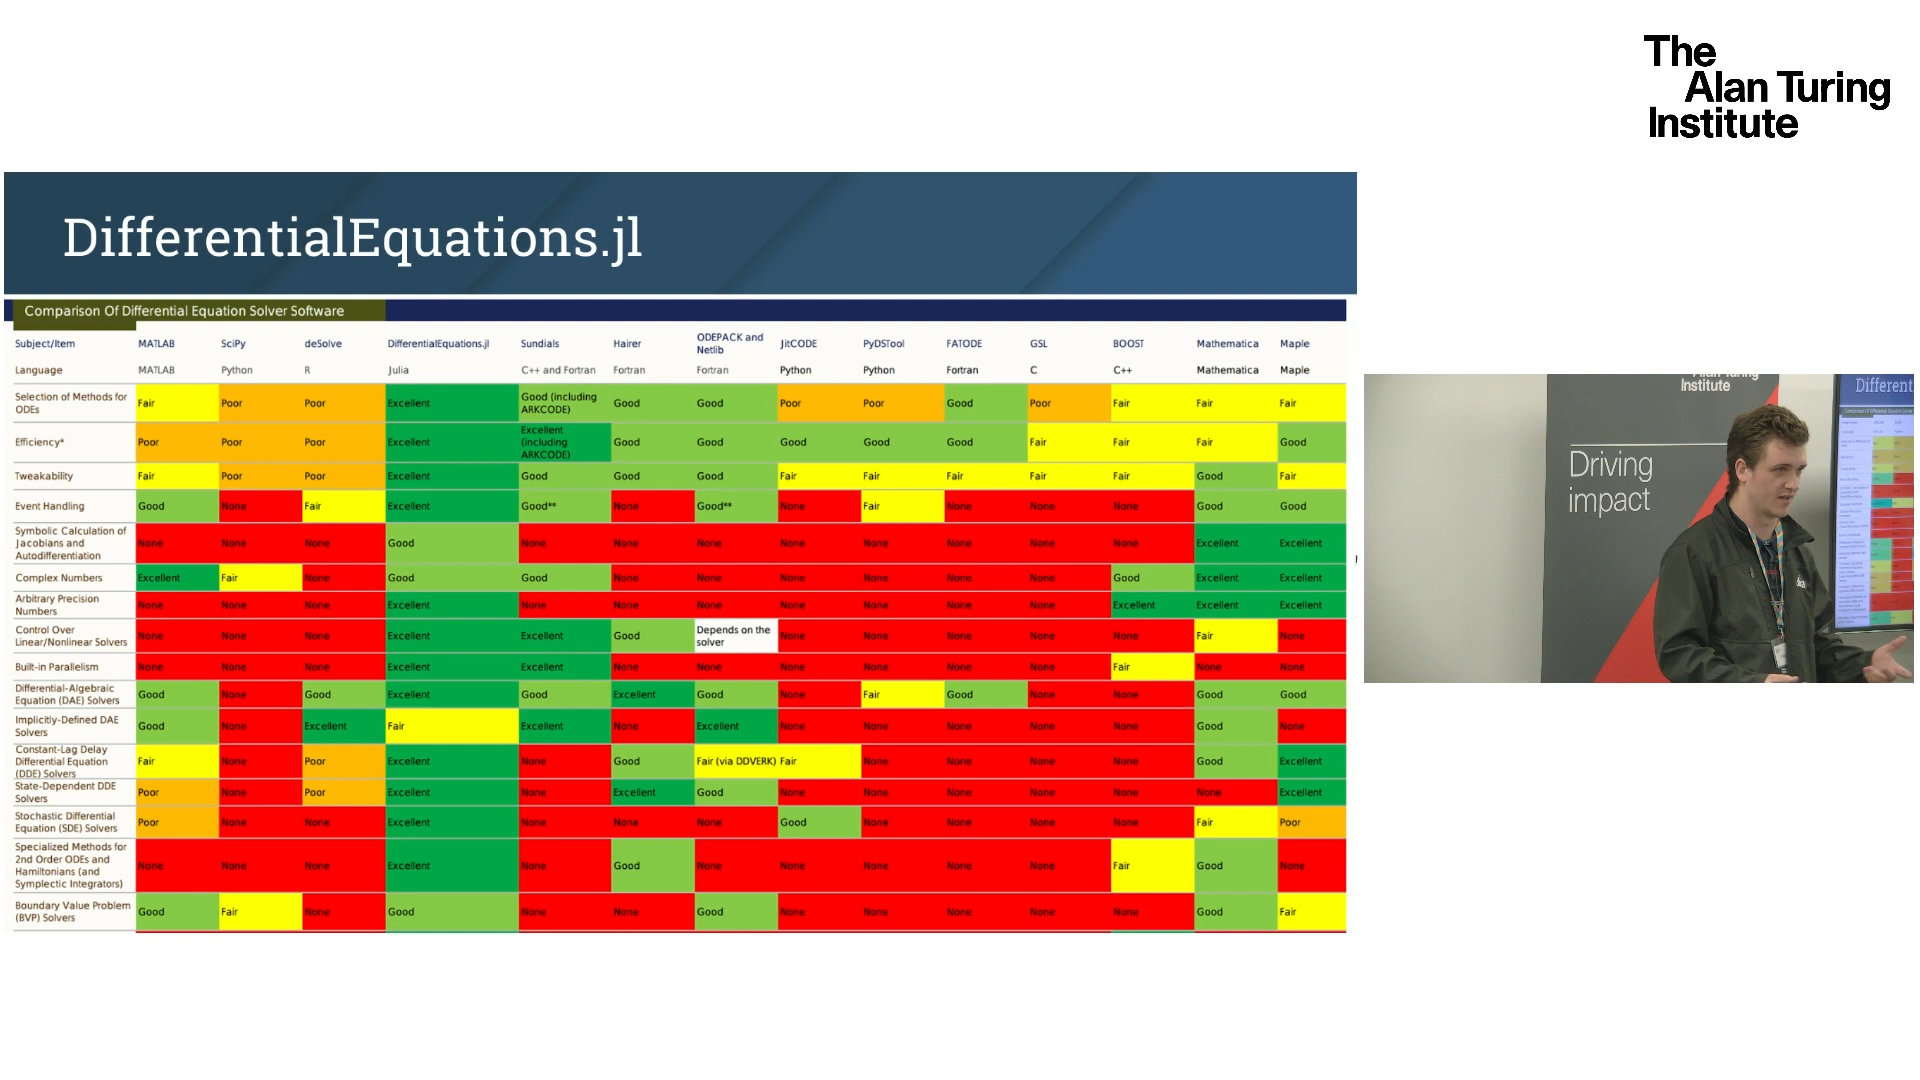 The
Alan Turing
Institute
DifferentialEquations.jl
Comparison Of Differential Equation Solver Software
Subject/Item MATLAB SciPy deSolve DifferentialEquations.jl Sundials Hairer ODEPACK and Netlib JitCODE PyDSTool FATODE GSL BOOST Mathematica Maple
Language MATLAB Python R Julia C++ and Fortran Fortran Fortran Python Python Fortran C C++ Mathematica Maple
Selection of Methods for ODEs Fair Poor Poor Excellent Good (including ARKCODE) Good Good Poor Poor Good Poor Fair Fair Fair
Efficiency* Poor Poor Poor Excellent Excellent (including ARKCODE) Good Good Good Good Good Fair Fair Fair Good
Tweakability Fair Poor Poor Excellent Good Good Good Fair Fair Fair Fair Fair Good Fair
Event Handling Good None Fair Excellent Good** None Good** None Fair None None None Good Good
Symbolic Calculation of Jacobians and Autodifferentiation None None None Good None None None None None None None None Excellent Excellent
Complex Numbers Excellent Fair None Good Good None None None None None None Good Excellent Excellent
Arbitrary Precision Numbers None None None Excellent None None None None None None None Excellent Excellent Excellent
Control Over Linear/Nonlinear Solvers None None None Excellent Excellent Good Depends on the solver None None None None None Fair None
Built-in Parallelism None None None Excellent Excellent None None None None None None Fair None None
Differential-Algebraic Equation (DAE) Solvers Good None Good Excellent Good Excellent Good None Fair Good None None Good Good
Implicitly-Defined DAE Solvers Good None Excellent Fair Excellent None Excellent None None None None None Good None
Constant-Lag Delay Differential Equation (DDE) Solvers Fair None Poor Excellent None Good Fair (via DDVERK) Fair None None None None Good Excellent
State-Dependent DDE Solvers Poor None Poor Excellent None Excellent Good None None None None None None Excellent
Stochastic Differential Equation (SDE) Solvers Poor None None Excellent None None None Good None None None None Fair Poor
Specialized Methods for 2nd Order ODEs and Hamiltonians (and Symplectic Integrators) None None None Excellent None Good None None None None None Fair Good None
Boundary Value Problem (BVP) Solvers Good Fair None Good None None Good None None None None None Good Fair
Institute
Driving
impact
Different